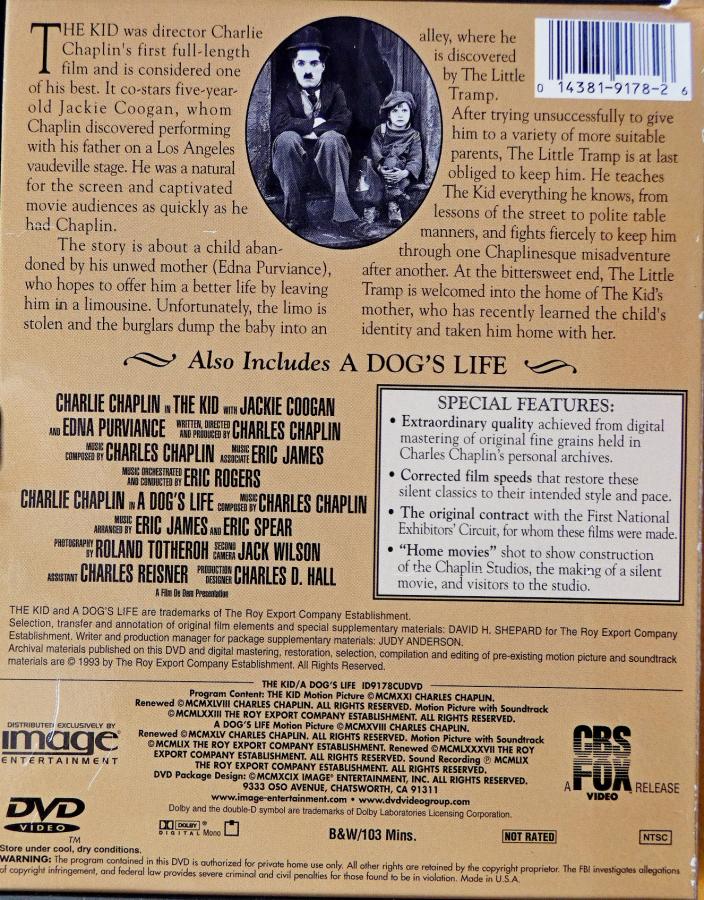 THE KID was director Charlie
Chaplin's first full-length
film and is considered one
of his best. It co-stars five-year-
old Jackie Coogan, whom
Chaplin discovered performing
with his father on a Los Angeles
vaudeville stage. He was a natural
for the screen and captivated
movie audiences as quickly as he
had Chaplin.
The story is about a child aban-
doned by his unwed mother (Edna Purviance),
who hopes to offer him a better life by leaving
him in a limousine. Unfortunately, the limo is
stolen and the burglars dump the baby into an
alley, where he
is discovered
by The Little
Tramp.
After trying unsuccessfully to give
him to a variety of more suitable
parents, The Little Tramp is at last
obliged to keep him. He teaches
The Kid everything he knows, from
lessons of the street to polite table
manners, and fights fiercely to keep him
through one Chaplinesque misadventure
after another. At the bittersweet end, The Little
Tramp is welcomed into the home of The Kid's
mother, who has recently learned the child's
identity and taken him home with her.
0 14381-9178-2 6
Also Includes A DOG'S LIFE
CHARLIE CHAPLIN IN THE KID WITH JACKIE COOGAN
AND EDNA PURVIANCE WRITTEN, DIRECTED AND PRODUCED BY CHARLES CHAPLIN
MUSIC COMPOSED BY CHARLES CHAPLIN MUSIC ASSOCIATE ERIC JAMES
MUSIC ORCHESTRATED AND CONDUCTED BY ERIC ROGERS
CHARLIE CHAPLIN IN A DOG'S LIFE MUSIC COMPOSED BY CHARLES CHAPLIN
MUSIC ARRANGED BY ERIC JAMES AND ERIC SPEAR
PHOTOGRAPHY BY ROLAND TOTHEROH SECOND CAMERA JACK WILSON
ASSISTANT CHARLES REISNER PRODUCTION DESIGNER CHARLES D. HALL
A Film De Dam Presentation
SPECIAL FEATURES:
• Extraordinary quality achieved from digital
mastering of original fine grains held in
Charles Chaplin's personal archives.
• Corrected film speeds that restore these
silent classics to their intended style and pace.
• The original contract with the First National
Exhibitors' Circuit, for whom these films were made.
• "Home movies" shot to show construction
of the Chaplin Studios, the making of a silent
movie, and visitors to the studio.
THE KID and A DOG'S LIFE are trademarks of The Roy Export Company Establishment.
Selection, transfer and annotation of original film elements and special supplementary materials: DAVID H. SHEPARD for The Roy Export Company
Establishment. Writer and production manager for package supplementary materials: JUDY ANDERSON.
Archival materials published on this DVD and digital mastering, restoration, selection, compilation and editing of pre-existing motion picture and soundtrack
materials are © 1993 by The Roy Export Company Establishment. All Rights Reserved.
THE KID/A DOG'S LIFE ID9178CUDVD
Program Content: THE KID Motion Picture ©MCMXXI CHARLES CHAPLIN.
Renewed ©MCMXLVIII CHARLES CHAPLIN. ALL RIGHTS RESERVED. Motion Picture with Soundtrack
©MCMLXXIII THE ROY EXPORT COMPANY ESTABLISHMENT. ALL RIGHTS RESERVED.
A DOG'S LIFE Motion Picture ©MCMXVIII CHARLES CHAPLIN.
Renewed ©MCMXLV CHARLES CHAPLIN. ALL RIGHTS RESERVED. Motion Picture with Soundtrack
©MCMLIX THE ROY EXPORT COMPANY ESTABLISHMENT. Renewed ©MCMLXXXVII THE ROY
EXPORT COMPANY ESTABLISHMENT. ALL RIGHTS RESERVED. Sound Recording ℗ MCMLIX
THE ROY EXPORT COMPANY ESTABLISHMENT. ALL RIGHTS RESERVED.
DVD Package Design: ©MCMXCIX IMAGE® ENTERTAINMENT, INC. ALL RIGHTS RESERVED.
9333 OSO AVENUE, CHATSWORTH, CA 91311
www.image-entertainment.com • www.dvdvideogroup.com
Dolby and the double-D symbol are trademarks of Dolby Laboratories Licensing Corporation.
DISTRIBUTED EXCLUSIVELY BY
image®
ENTERTAINMENT
A CBS FOX VIDEO RELEASE
DVD
VIDEO
TM
DOLBY ®
DIGITAL Mono
B&W/103 Mins.
NOT RATED
NTSC
Store under cool, dry conditions.
WARNING: The program contained in this DVD is authorized for private home use only. All other rights are retained by the copyright proprietor. The FBI investigates allegations
of copyright infringement, and federal law provides severe criminal and civil penalties for those found to be in violation. Made in U.S.A.